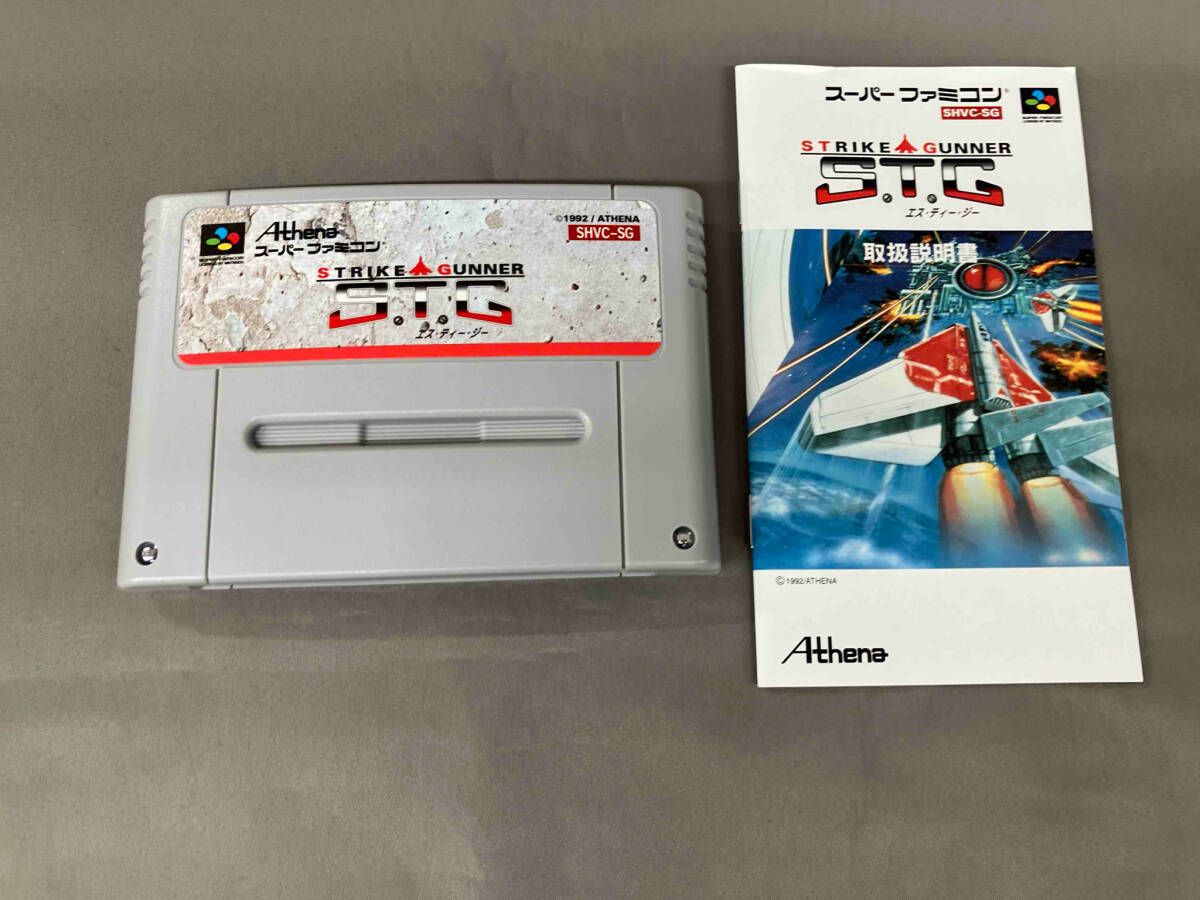 Athena
スーパーファミコン
©1992/ATHENA
SHVC-SG
STRIKE GUNNER
S.T.G
エス・ティー・ジー
スーパーファミコン®
SHVC-SG
STRIKE GUNNER
S.T.G
エス・ティー・ジー
取扱説明書
©1992/ATHENA
Athena